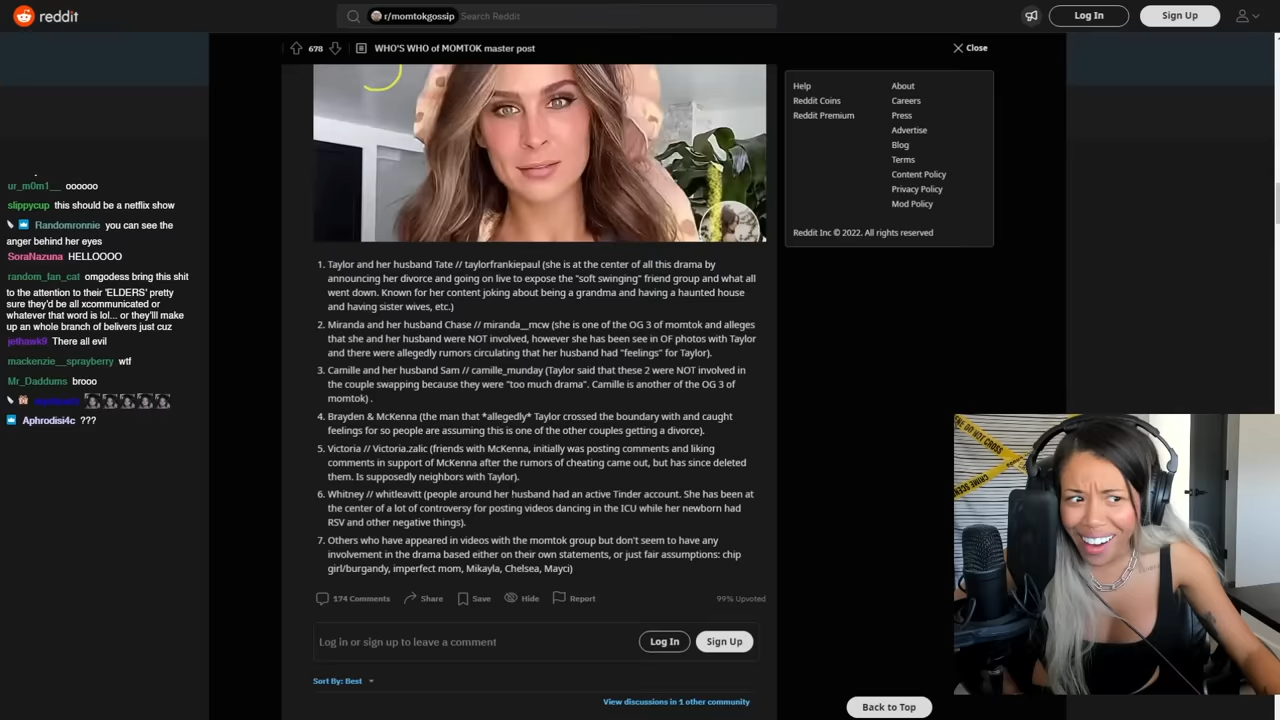 reddit
r/momtokgossip
Search Reddit
Log In
Sign Up
678
WHO'S WHO of MOMTOK master post
Close
Help
Reddit Coins
Reddit Premium
About
Careers
Press
Advertise
Blog
Terms
Content Policy
Privacy Policy
Mod Policy
Reddit Inc © 2022. All rights reserved
ur_m0m1__ oooooo
slippycup this should be a netflix show
Randomronnie you can see the
anger behind her eyes
SoraNazuna HELLOOOO
random_fan_cat omgodess bring this shit
to the attention to their 'ELDERS' pretty
sure they'd be all xcornmunicated or
whatever that word is lol... or they'll make
up an whole branch of belivers just cuz
jethawk9 There all evil
mackenzie__sprayberry wtf
Mr_Daddums brooo
Aphrodisi4c ???
1. Taylor and her husband Tate // taylorfrankiepaul (she is at the center of all this drama by
announcing her divorce and going on live to expose the "soft swinging" friend group and what all
went down. Known for her content joking about being a grandma and having a haunted house
and having sister wives, etc.)
2. Miranda and her husband Chase // miranda__mcw (she is one of the OG 3 of momtok and alleges
that she and her husband were NOT involved, however she has been see in OF photos with Taylor
and there were allegedly rumors circulating that her husband had "feelings" for Taylor).
3. Camille and her husband Sam // camille_munday (Taylor said that these 2 were NOT involved in
the couple swapping because they were "too much drama". Camille is another of the OG 3 of
momtok) .
4. Brayden & McKenna (the man that *allegedly* Taylor crossed the boundary with and caught
feelings for so people are assuming this is one of the other couples getting a divorce).
5. Victoria // Victoria.zalic (friends with McKenna, initially was posting comments and liking
comments in support of McKenna after the rumors of cheating came out, but has since deleted
them. Is supposedly neighbors with Taylor).
6. Whitney // whitleavitt (people around her husband had an active Tinder account. She has been at
the center of a lot of controversy for posting videos dancing in the ICU while her newborn had
RSV and other negative things).
7. Others who have appeared in videos with the momtok group but don't seem to have any
involvement in the drama based either on their own statements, or just fair assumptions: chip
girl/burgandy, imperfect mom, Mikayla, Chelsea, Mayci)
174 Comments
Share
Save
Hide
Report
99% Upvoted
Log in or sign up to leave a comment
Log In
Sign Up
Sort By: Best
View discussions in 1 other community
Back to Top
DO NOT CROSS